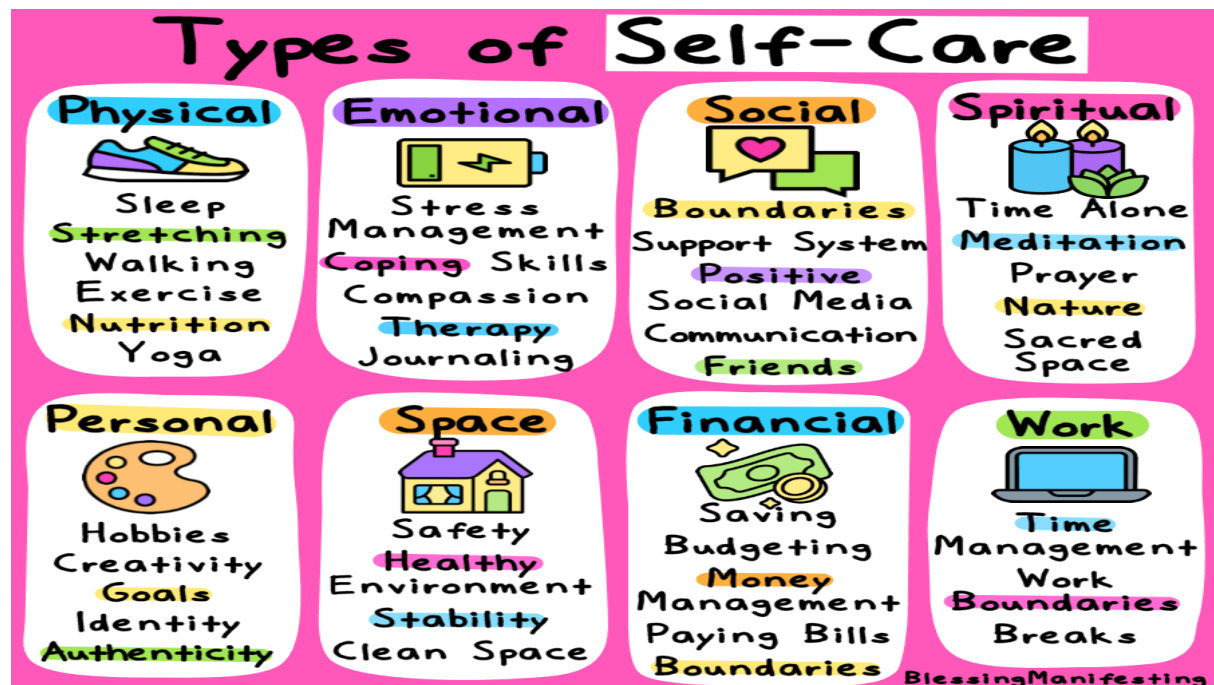 Types of Self-Care
Physical
Sleep
Stretching
Walking
Exercise
Nutrition
Yoga
Emotional
Stress
Management
Coping Skills
Compassion
Therapy
Journaling
Social
Boundaries
Support System
Positive
Social Media
Communication
Friends
Spiritual
Time Alone
Meditation
Prayer
Nature
Sacred
Space
Personal
Hobbies
Creativity
Goals
Identity
Authenticity
Space
Safety
Healthy
Environment
Stability
Clean Space
Financial
Saving
Budgeting
Money
Management
Paying Bills
Boundaries
Work
Time
Management
Work
Boundaries
Breaks
BlessingManifesting